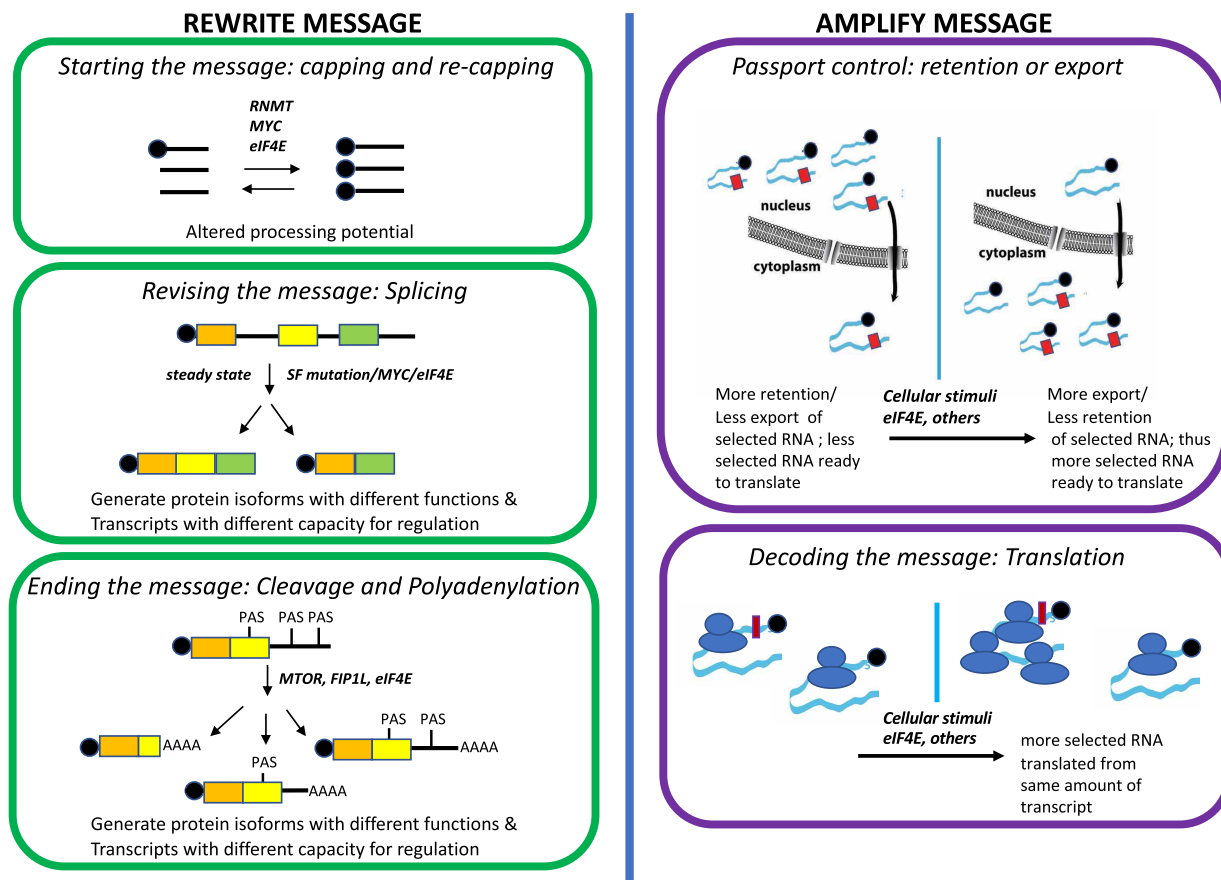 REWRITE MESSAGE
Starting the message: capping and re-capping
RNMT
MYC
eIF4E
Altered processing potential
Revising the message: Splicing
steady state
SF mutation/MYC/eIF4E
Generate protein isoforms with different functions &
Transcripts with different capacity for regulation
Ending the message: Cleavage and Polyadenylation
PAS
PAS PAS
MTOR, FIP1L, eIF4E
AAAA
PAS
PAS
AAAA
PAS
AAAA
Generate protein isoforms with different functions &
Transcripts with different capacity for regulation
AMPLIFY MESSAGE
Passport control: retention or export
nucleus
cytoplasm
nucleus
cytoplasm
More retention/
Less export of
selected RNA ; less
selected RNA ready
to translate
Cellular stimuli
eIF4E, others
More export/
Less retention
of selected RNA; thus
more selected RNA
ready to translate
Decoding the message: Translation
Cellular stimuli
eIF4E, others
more selected RNA
translated from
same amount of
transcript